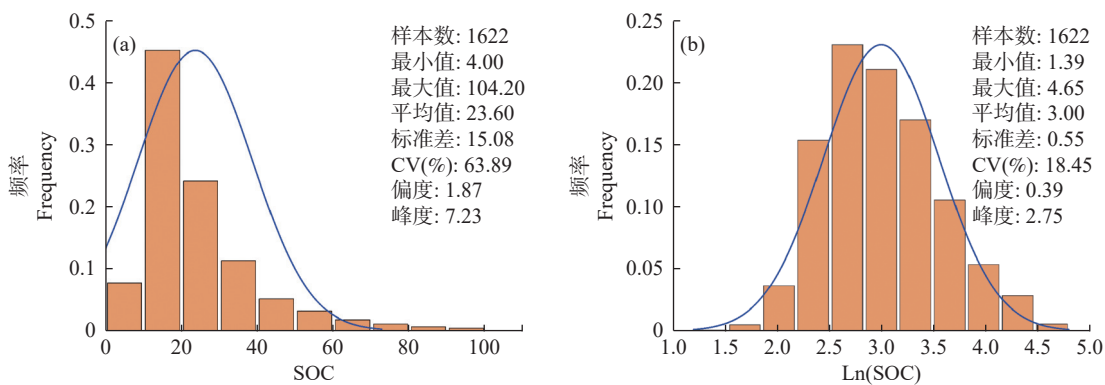 (a)
样本数: 1622
最小值: 4.00
最大值: 104.20
平均值: 23.60
标准差: 15.08
CV(%): 63.89
偏度: 1.87
峰度: 7.23
频率
Frequency
0.5
0.4
0.3
0.2
0.1
0
0 20 40 60 80 100
SOC
(b)
样本数: 1622
最小值: 1.39
最大值: 4.65
平均值: 3.00
标准差: 0.55
CV(%): 18.45
偏度: 0.39
峰度: 2.75
频率
Frequency
0.25
0.20
0.15
0.10
0.05
0
1.0 1.5 2.0 2.5 3.0 3.5 4.0 4.5 5.0
Ln(SOC)